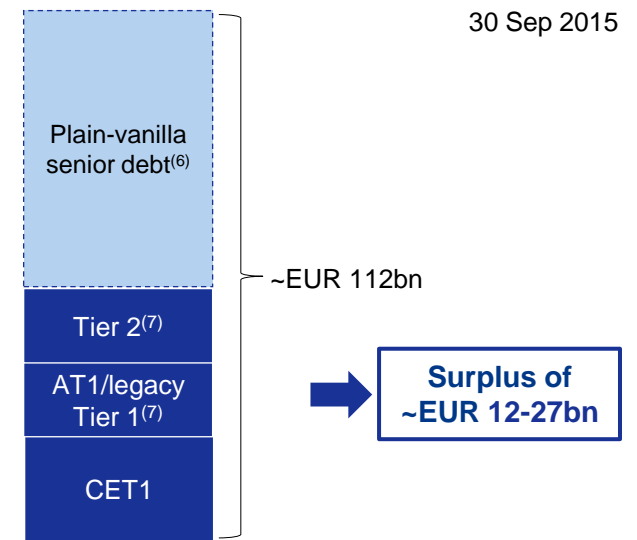 30 Sep 2015
Plain-vanilla
senior debt(6)
~EUR 112bn
Tier 2(7)
AT1/legacy
Tier 1(7)
Surplus of
~EUR 12-27bn
CET1